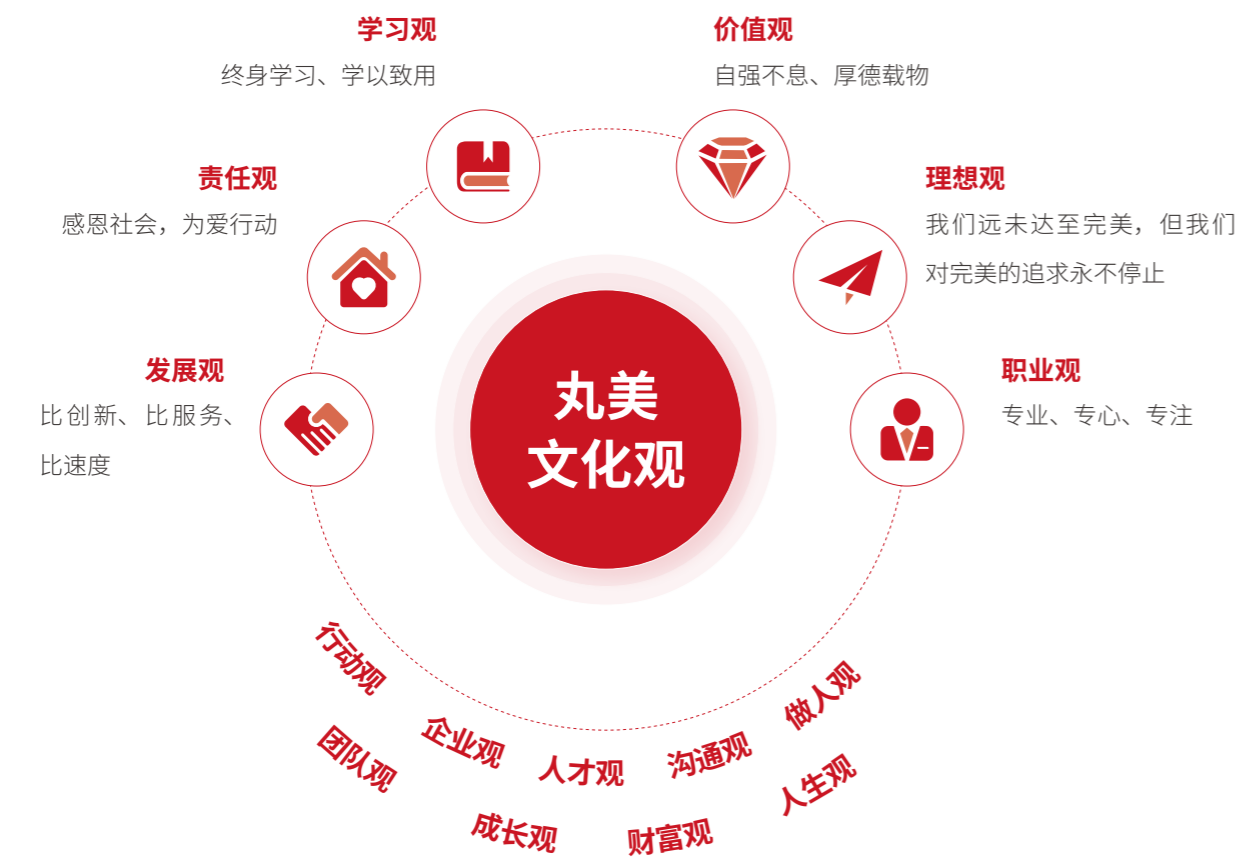 学习观
终身学习、学以致用
价值观
自强不息、厚德载物
责任观
感恩社会，为爱行动
理想观
我们远未达至完美，但我们
对完美的追求永不停止
发展观
比创新、比服务、
比速度
职业观
专业、专心、专注
丸美
文化观
行动观
企业观
人才观
沟通观
做人观
团队观
成长观
财富观
人生观